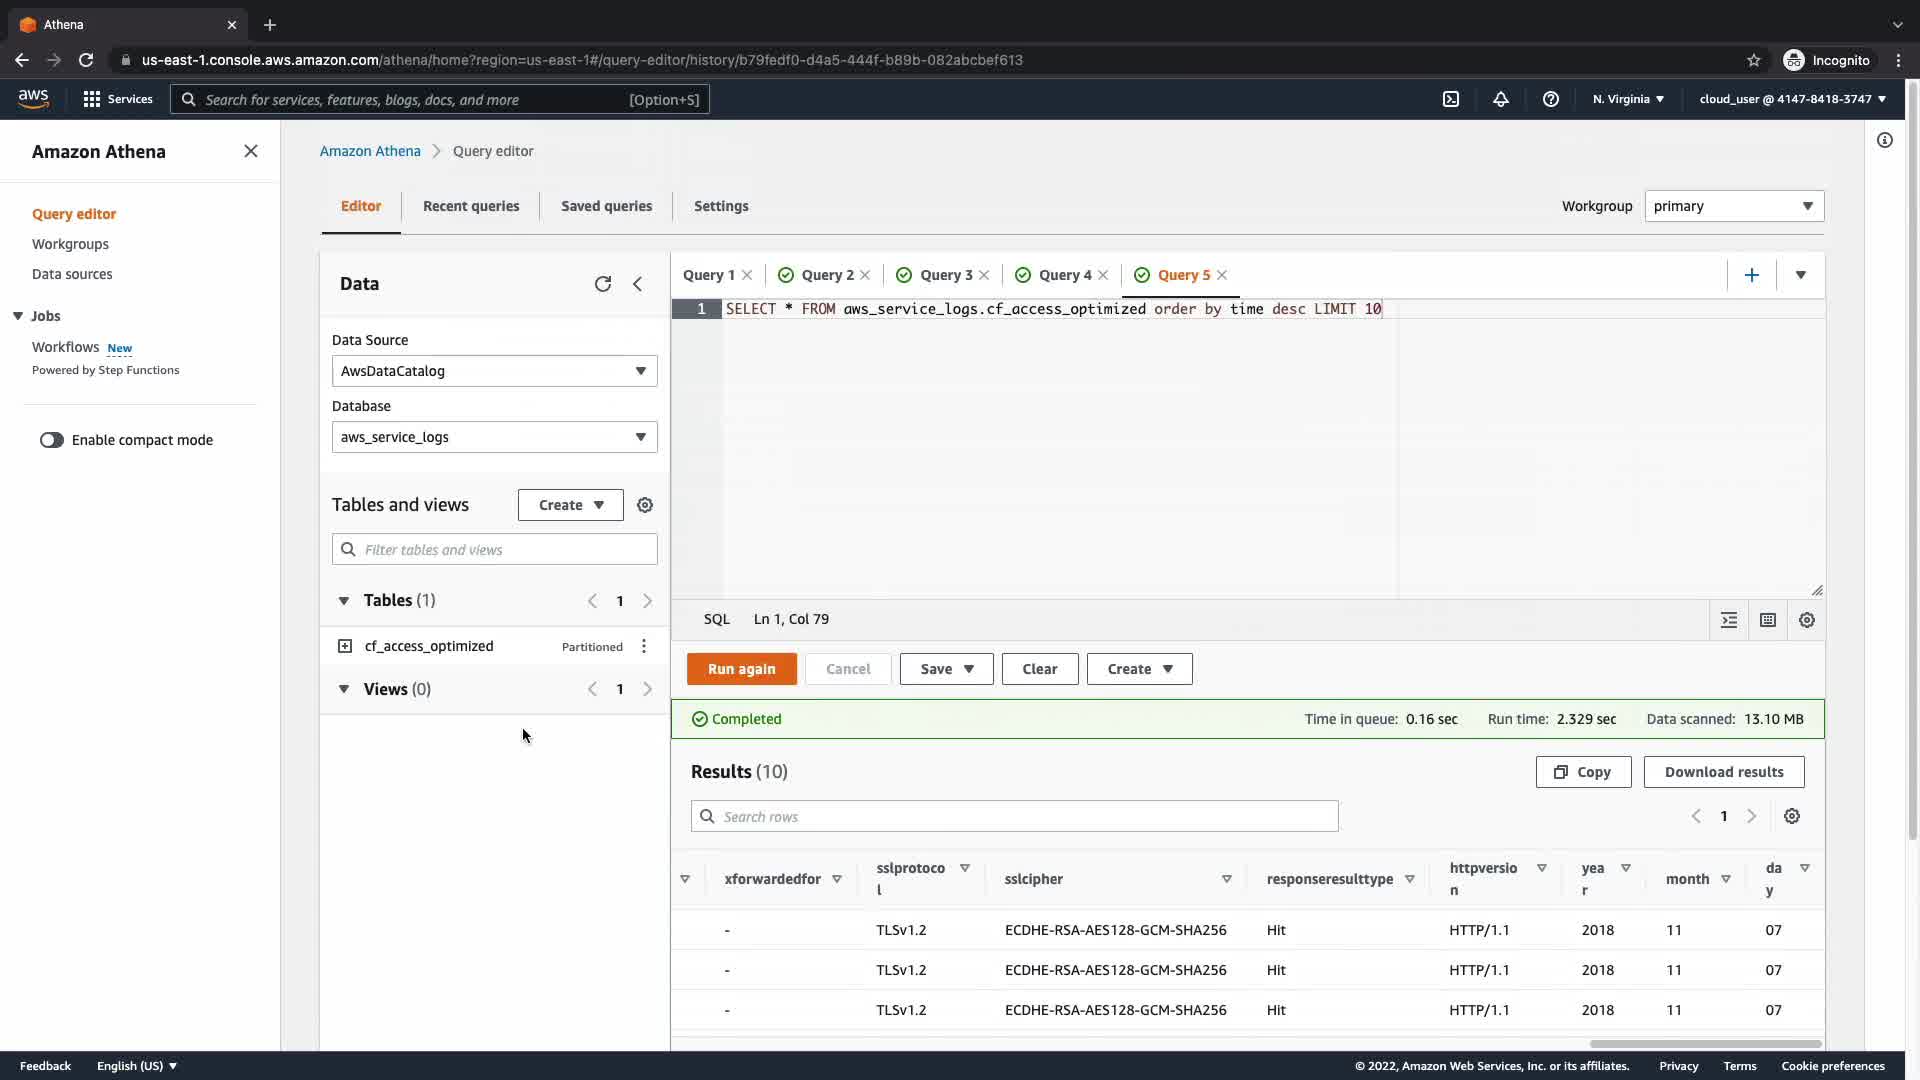 Athena
us-east-1.console.aws.amazon.com/athena/home?region=us-east-1#/query-editor/history/b79fedf0-d4a5-444f-b89b-082abcbef613
Incognito
aws
Services
Search for services, features, blogs, docs, and more
[Option+S]
N. Virginia
cloud_user @ 4147-8418-3747
Amazon Athena
Query editor
Workgroups
Data sources
Jobs
Workflows New
Powered by Step Functions
Enable compact mode
Amazon Athena
Query editor
Editor
Recent queries
Saved queries
Settings
Workgroup
primary
Data
Data Source
AwsDataCatalog
Database
aws_service_logs
Tables and views
Create
Filter tables and views
Tables (1)
1
cf_access_optimized
Partitioned
Views (0)
1
Query 1
Query 2
Query 3
Query 4
Query 5
1 SELECT * FROM aws_service_logs.cf_access_optimized order by time desc LIMIT 10
SQL
Ln 1, Col 79
Run again
Cancel
Save
Clear
Create
Completed
Time in queue: 0.16 sec
Run time: 2.329 sec
Data scanned: 13.10 MB
Results (10)
Copy
Download results
Search rows
1
xforwardedfor
sslprotoco
l
sslcipher
responseresulttype
httpversio
n
yea
r
month
da
y
- TLSv1.2 ECDHE-RSA-AES128-GCM-SHA256 Hit HTTP/1.1 2018 11 07
- TLSv1.2 ECDHE-RSA-AES128-GCM-SHA256 Hit HTTP/1.1 2018 11 07
- TLSv1.2 ECDHE-RSA-AES128-GCM-SHA256 Hit HTTP/1.1 2018 11 07
Feedback
English (US)
© 2022, Amazon Web Services, Inc. or its affiliates.
Privacy
Terms
Cookie preferences